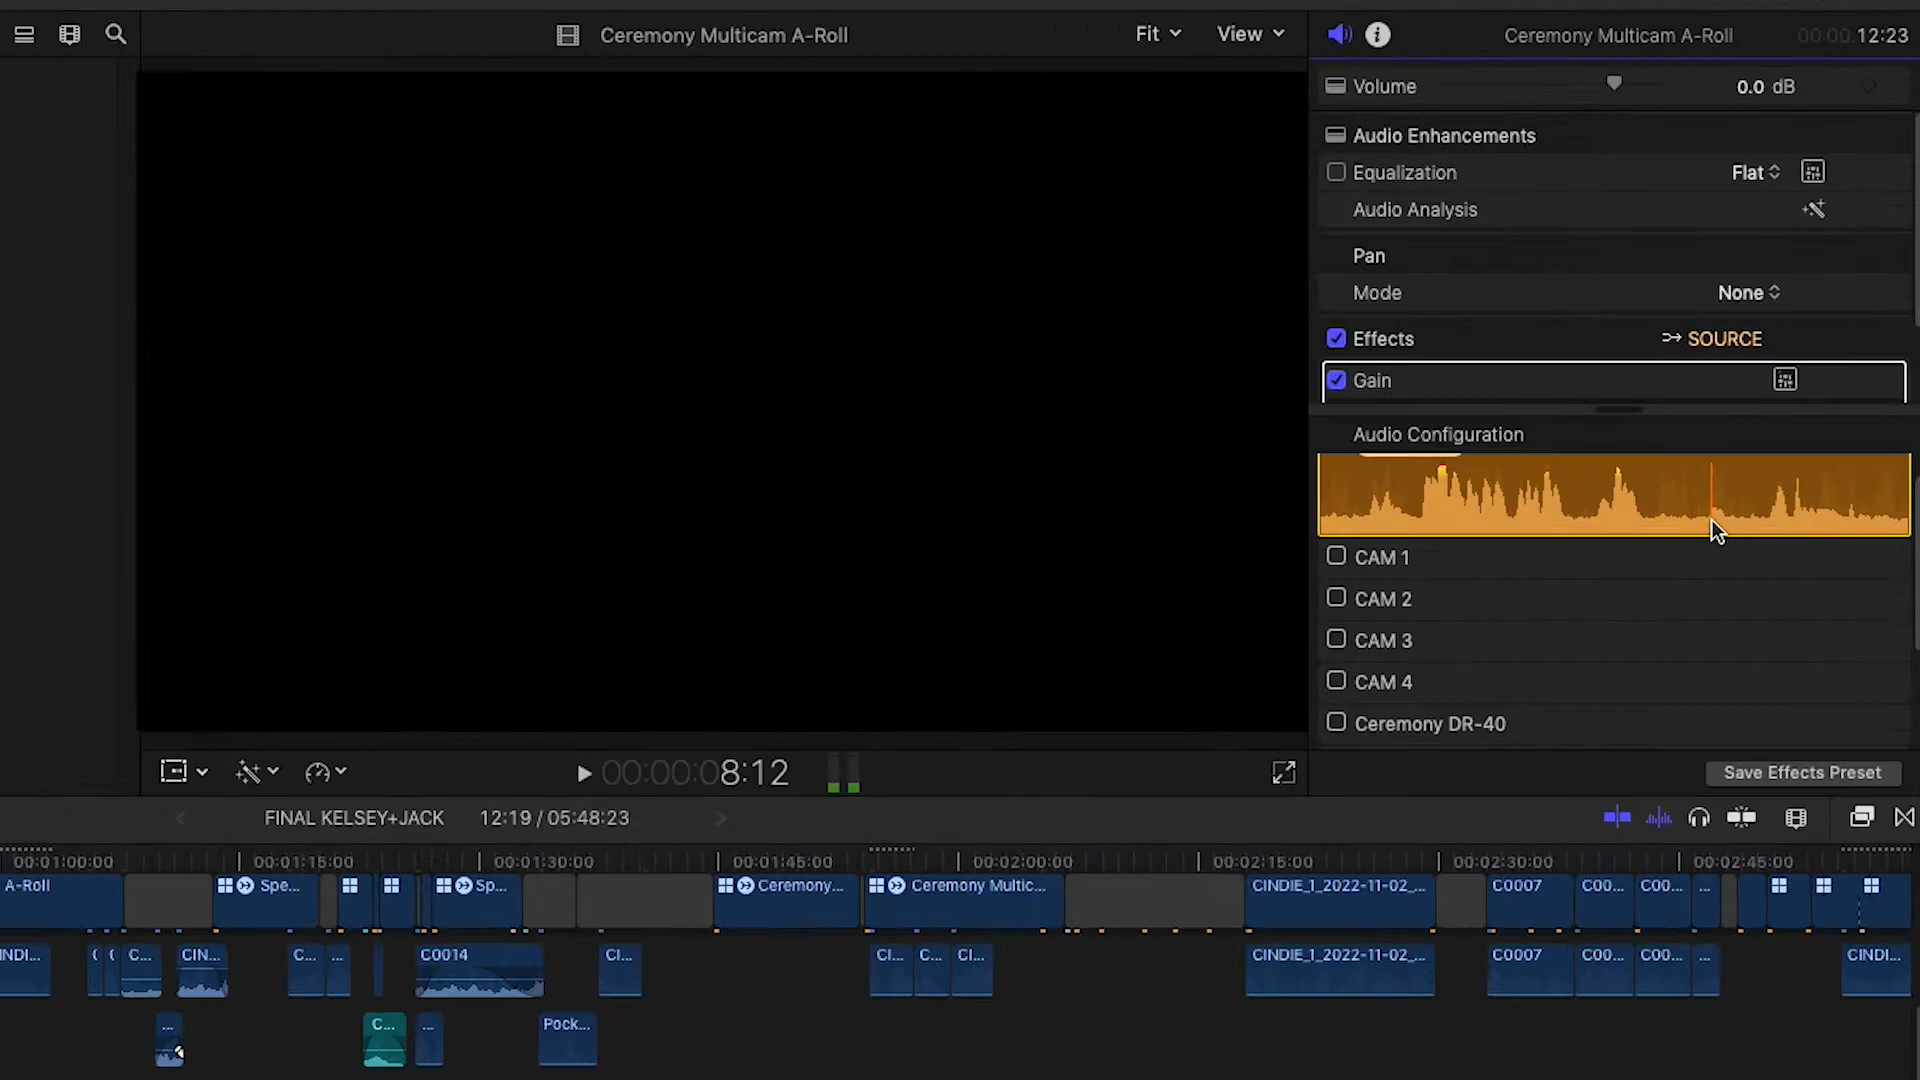 Ceremony Multicam A-Roll
Fit
View
Ceremony Multicam A-Roll
00:00:12:23
Volume
0.0 dB
Audio Enhancements
Equalization
Flat
Audio Analysis
Pan
Mode
None
Effects
SOURCE
Gain
Audio Configuration
CAM 1
CAM 2
CAM 3
CAM 4
Ceremony DR-40
Save Effects Preset
00:00:08:12
FINAL KELSEY+JACK
12:19 / 05:48:23
00:01:00:00
00:01:15:00
00:01:30:00
00:01:45:00
00:02:00:00
00:02:15:00
00:02:30:00
00:02:45:00
A-Roll
Spe...
Sp...
Ceremony...
Ceremony Multic...
CINDIE_1_2022-11-02_...
C0007
C00...
C00...
...
INDI...
C...
CIN...
C...
...
C0014
CI...
CI...
C...
CI...
CINDIE_1_2022-11-02_...
C0007
C00...
C00...
...
CINDI...
...
C...
...
Pock...